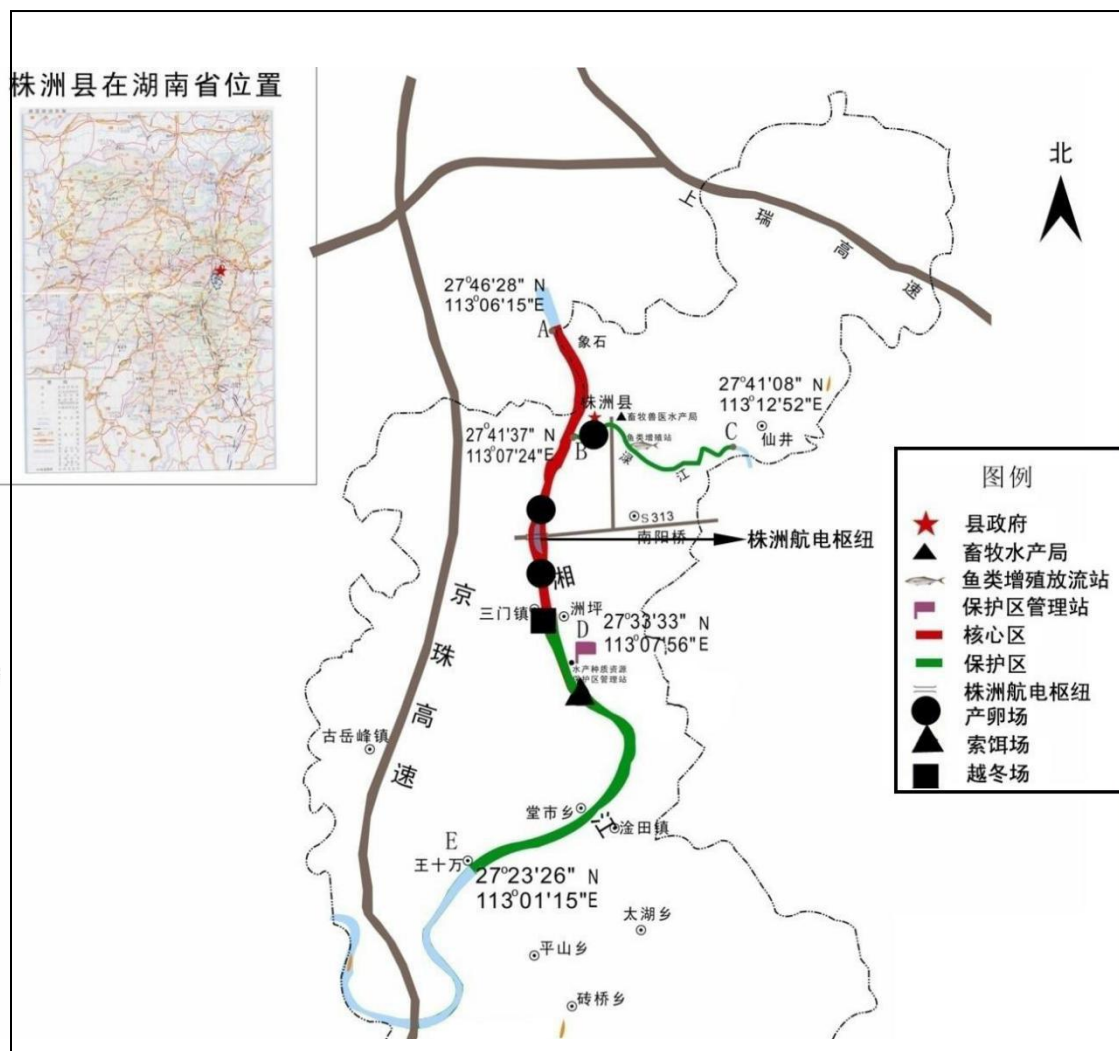 株洲县在湖南省位置
北
上瑞高速
27°46'28" N
113°06'15"E
A
象石
株洲县
畜牧兽医水产局
27°41'08" N
113°12'52"E
仙井
C
27°41'37" N
113°07'24"E
B
鱼类增殖站
渌江
S313
南阳桥
株洲航电枢纽
湘
三门镇
洲坪
D
27°33'33" N
113°07'56"E
水产种质资源
保护区管理站
京珠高速
古岳峰镇
堂市乡
江
淦田镇
E
王十万
27°23'26" N
113°01'15"E
太湖乡
平山乡
砖桥乡
图例
县政府
畜牧水产局
鱼类增殖放流站
保护区管理站
核心区
保护区
株洲航电枢纽
产卵场
索饵场
越冬场